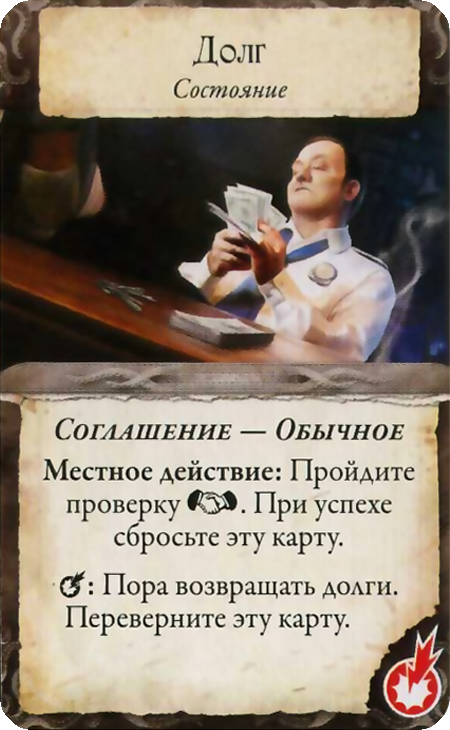 Долг
Состояние
Соглашение — Обычное
Местное действие: Пройдите
проверку . При успехе
сбросьте эту карту.
: Пора возвращать долги.
Переверните эту карту.